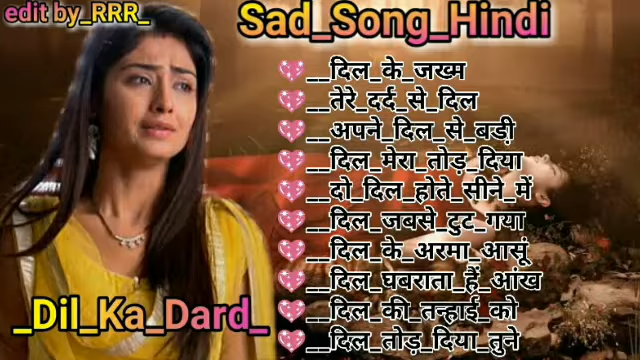 edit by_RRR_
Sad_Song_Hindi
__दिल_के_जख्म
__तेरे_दर्द_से_दिल
__अपने_दिल_से_बडी़
__दिल_मेरा_तोड़_दिया
__दो_दिल_होते_सीने_में
__दिल_जबसे_टुट_गया
__दिल_के_अरमा_आसूं
__दिल_घबराता_हैं_आंख
__दिल_की_तन्हाई_को
__दिल_तोड़_दिया_तुने
_Dil_Ka_Dard_